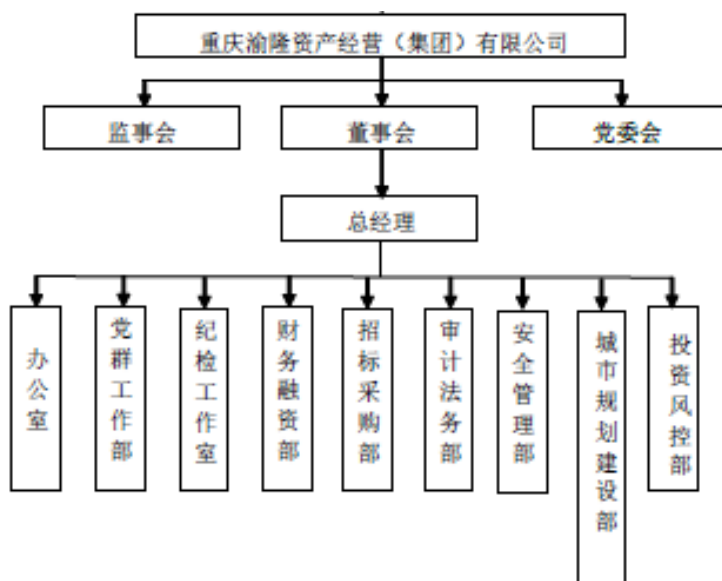 重庆渝隆资产经营（集团）有限公司
监事会
董事会
党委会
总经理
办公室
党群工作部
纪检工作室
财务融资部
招标采购部
审计法务部
安全管理部
城市规划建设部
投资风控部